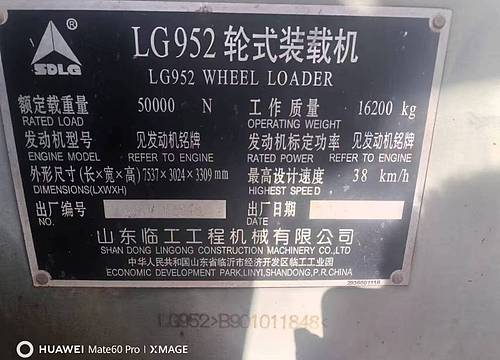 ®
SDLG
LG952 轮式装载机
LG952 WHEEL LOADER
额定载重量 50000 N 工作质量 16200 kg
RATED LOAD OPERATING WEIGHT
发动机型号 见发动机铭牌 发动机标定功率 见发动机铭牌
ENGINE MODEL REFER TO ENGINE RATED POWER REFER TO ENGINE
外形尺寸(长×宽×高) 7537×3024×3309 mm 最高设计速度 38 km/h
DIMENSIONS(LXWXH) HIGHEST SPEED
出厂编号 出厂日期
NO. DATE
山东临工工程机械有限公司
SHAN DONG LINGONG CONSTRUCTION MACHINERY CO.,LTD
中华人民共和国山东省临沂市经济开发区临工工业园
ECONOMIC DEVELOPMENT PARK,LINYI,SHANDONG,P.R.CHINA
2936001118
LG952>B901011848<
HUAWEI Mate60 Pro | XMAGE